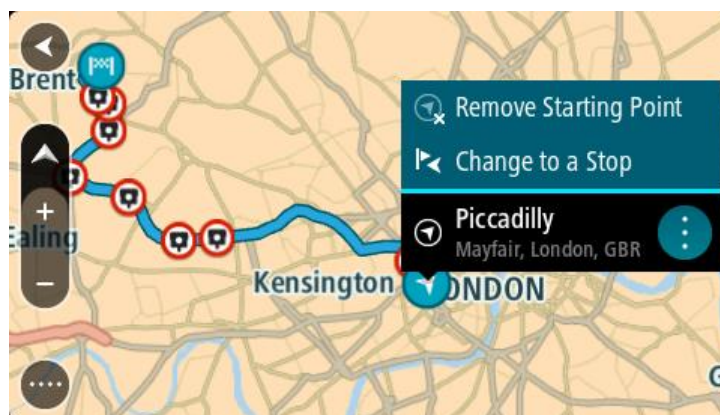 Brent
Remove Starting Point
Change to a Stop
Piccadilly
Mayfair, London, GBR
+
Ealing
-
Kensington
LONDON
G